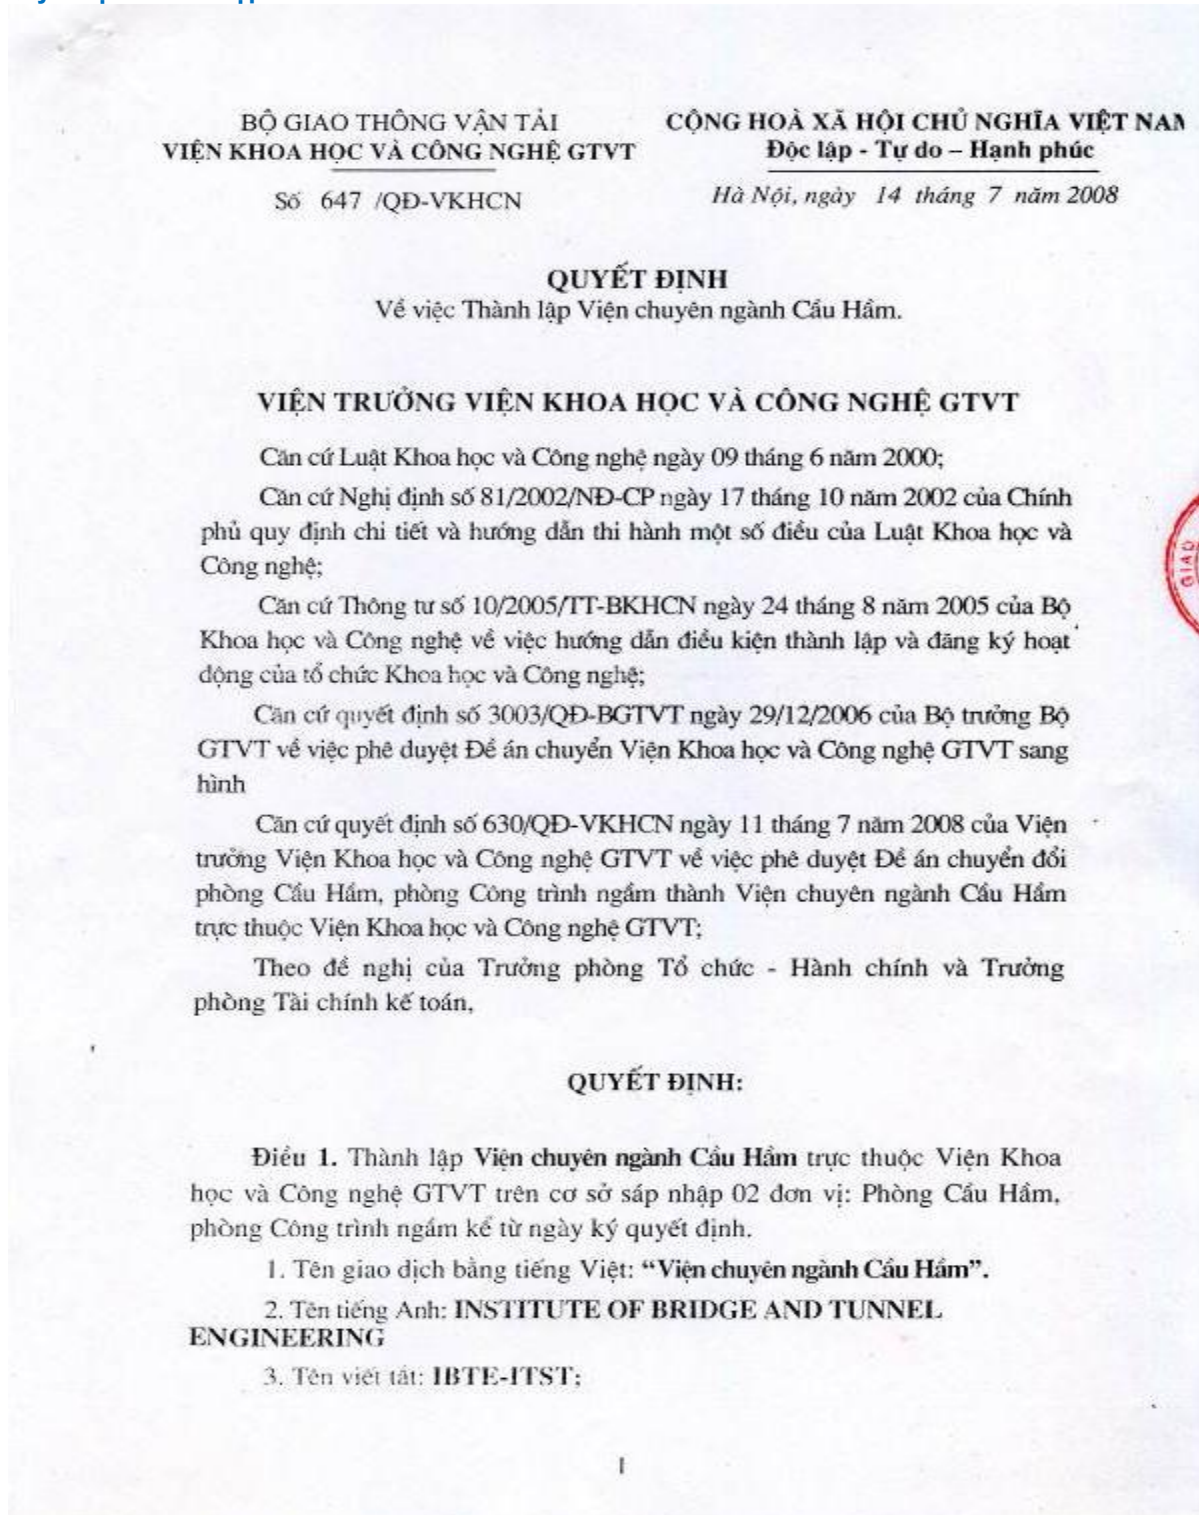 BỘ GIAO THÔNG VẬN TẢI
VIỆN KHOA HỌC VÀ CÔNG NGHỆ GTVT
Số 647 /QĐ-VKHCN
CỘNG HOÀ XÃ HỘI CHỦ NGHĨA VIỆT NAM
Độc lập - Tự do – Hạnh phúc
Hà Nội, ngày 14 tháng 7 năm 2008
QUYẾT ĐỊNH
Về việc Thành lập Viện chuyên ngành Cầu Hầm.
VIỆN TRƯỞNG VIỆN KHOA HỌC VÀ CÔNG NGHỆ GTVT
Căn cứ Luật Khoa học và Công nghệ ngày 09 tháng 6 năm 2000;
Căn cứ Nghị định số 81/2002/NĐ-CP ngày 17 tháng 10 năm 2002 của Chính
phủ quy định chi tiết và hướng dẫn thi hành một số điều của Luật Khoa học và
Công nghệ;
GIAO
Căn cứ Thông tư số 10/2005/TT-BKHCN ngày 24 tháng 8 năm 2005 của Bộ
Khoa học và Công nghệ về việc hướng dẫn điều kiện thành lập và đăng ký hoạt
động của tổ chức Khoa học và Công nghệ;
Căn cứ quyết định số 3003/QĐ-BGTVT ngày 29/12/2006 của Bộ trưởng Bộ
GTVT về việc phê duyệt Đề án chuyển Viện Khoa học và Công nghệ GTVT sang
hình
Căn cứ quyết định số 630/QĐ-VKHCN ngày 11 tháng 7 năm 2008 của Viện
trưởng Viện Khoa học và Công nghệ GTVT về việc phê duyệt Đề án chuyển đổi
phòng Cầu Hầm, phòng Công trình ngầm thành Viện chuyên ngành Cầu Hầm
trực thuộc Viện Khoa học và Công nghệ GTVT;
Theo đề nghị của Trưởng phòng Tổ chức - Hành chính và Trưởng
phòng Tài chính kế toán,
QUYẾT ĐỊNH:
Điều 1. Thành lập Viện chuyên ngành Cầu Hầm trực thuộc Viện Khoa
học và Công nghệ GTVT trên cơ sở sáp nhập 02 đơn vị: Phòng Cầu Hầm,
phòng Công trình ngầm kể từ ngày ký quyết định.
1. Tên giao dịch bằng tiếng Việt: “Viện chuyên ngành Cầu Hầm”.
2. Tên tiếng Anh: INSTITUTE OF BRIDGE AND TUNNEL
ENGINEERING
3. Tên viết tắt: IBTE-ITST;
1